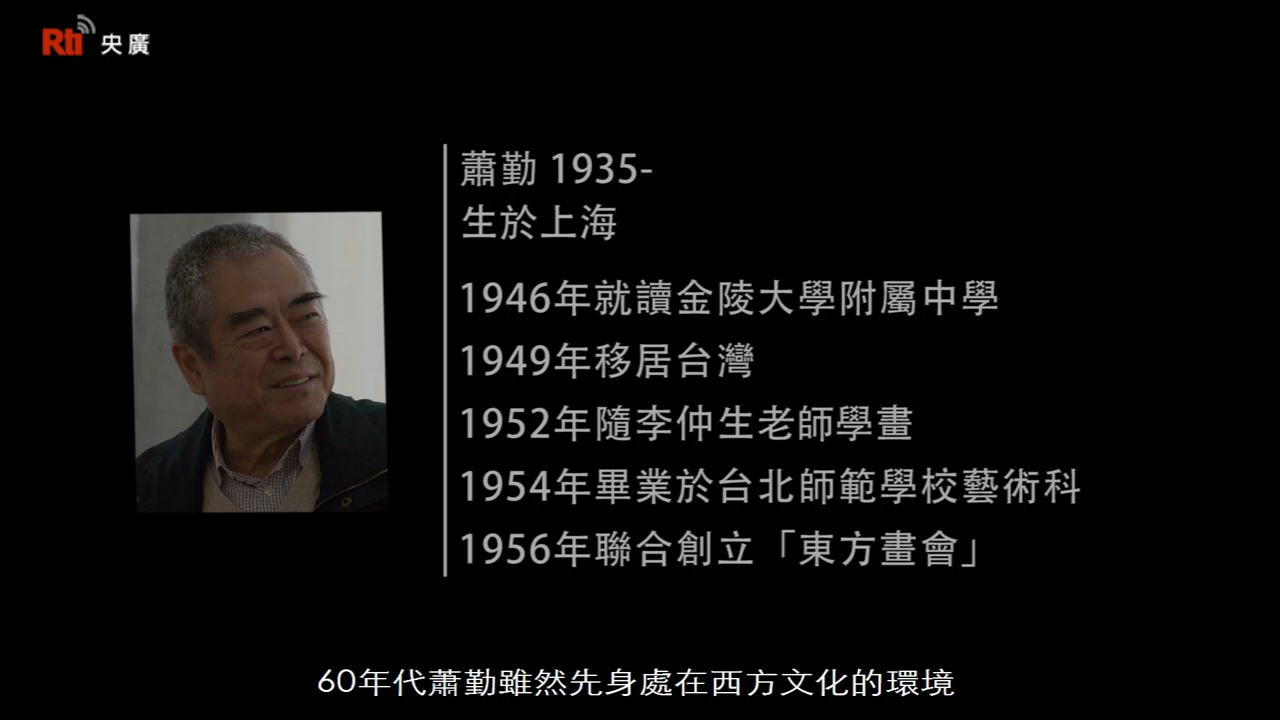 Rti 央廣
蕭勤 1935-
生於上海
1946年就讀金陵大學附屬中學
1949年移居台灣
1952年隨李仲生老師學畫
1954年畢業於台北師範學校藝術科
1956年聯合創立「東方畫會」
60年代蕭勤雖然先身處在西方文化的環境